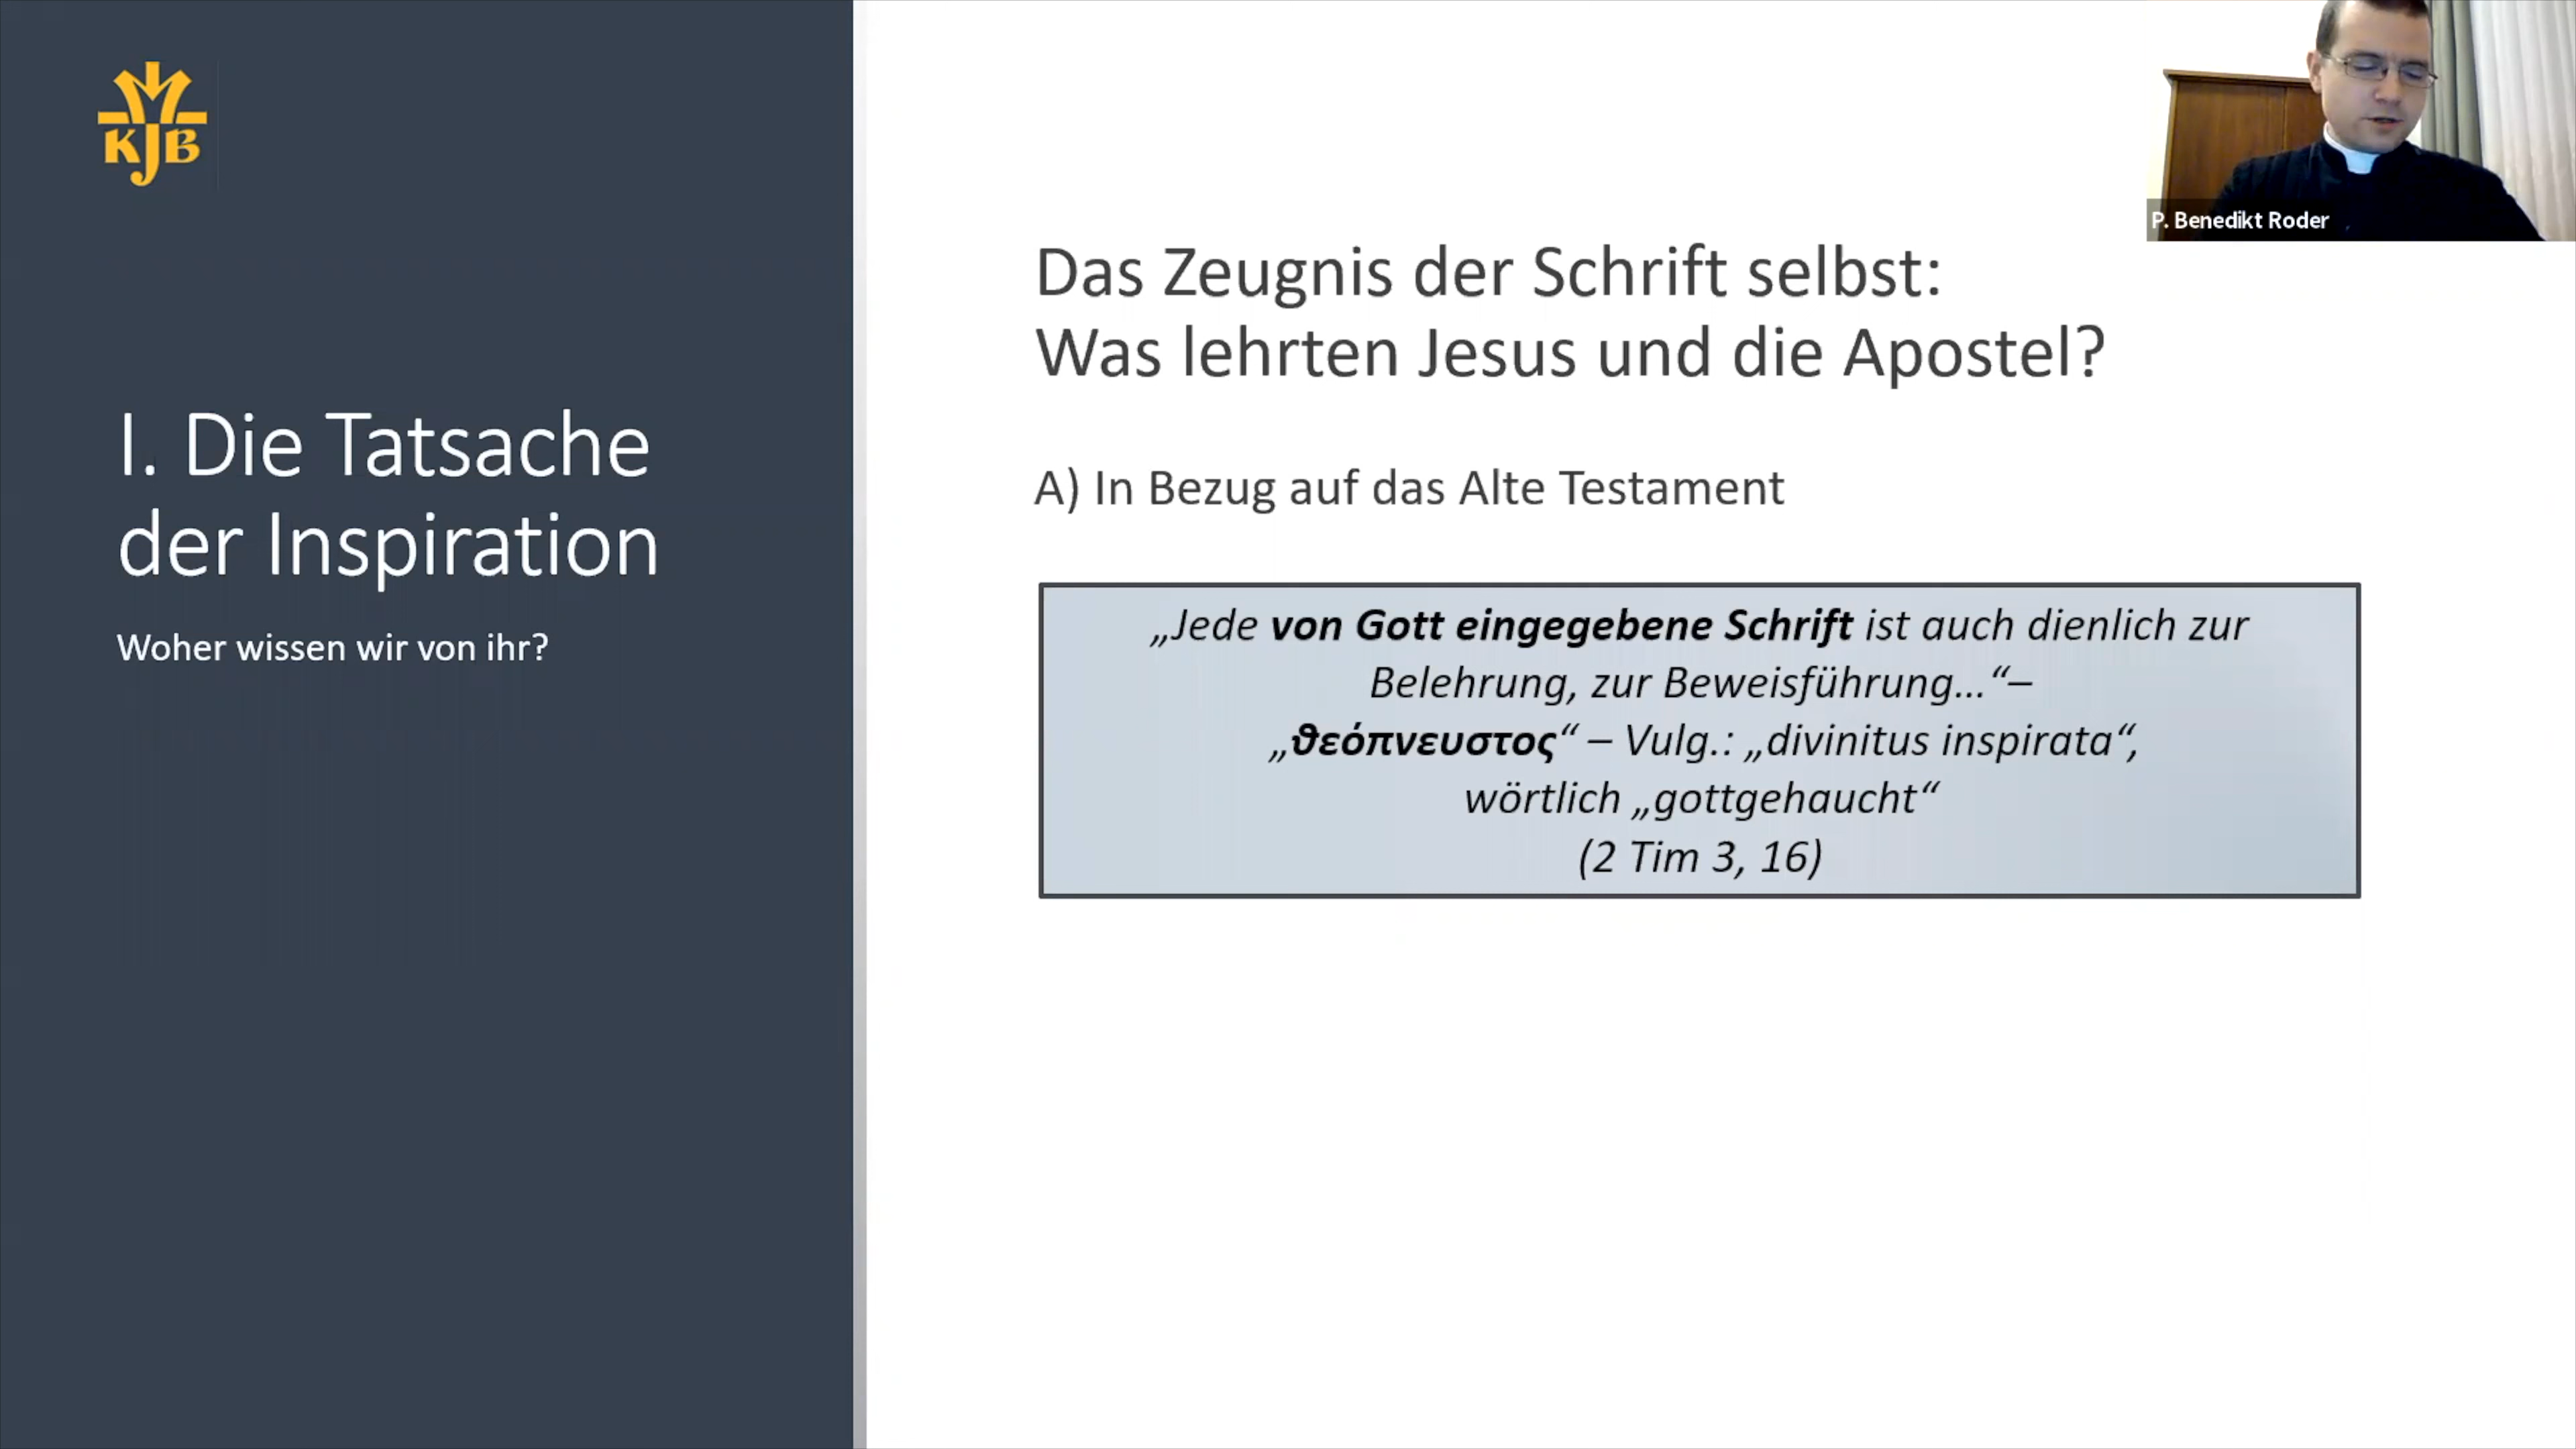 KJB
I. Die Tatsache
der Inspiration
Woher wissen wir von ihr?
Das Zeugnis der Schrift selbst:
Was lehrten Jesus und die Apostel?
A) In Bezug auf das Alte Testament
„Jede von Gott eingegebene Schrift ist auch dienlich zur
Belehrung, zur Beweisführung…“–
„θεόπνευστος“ – Vulg.: „divinitus inspirata“,
wörtlich „gottgehaucht“
(2 Tim 3, 16)
P. Benedikt Roder